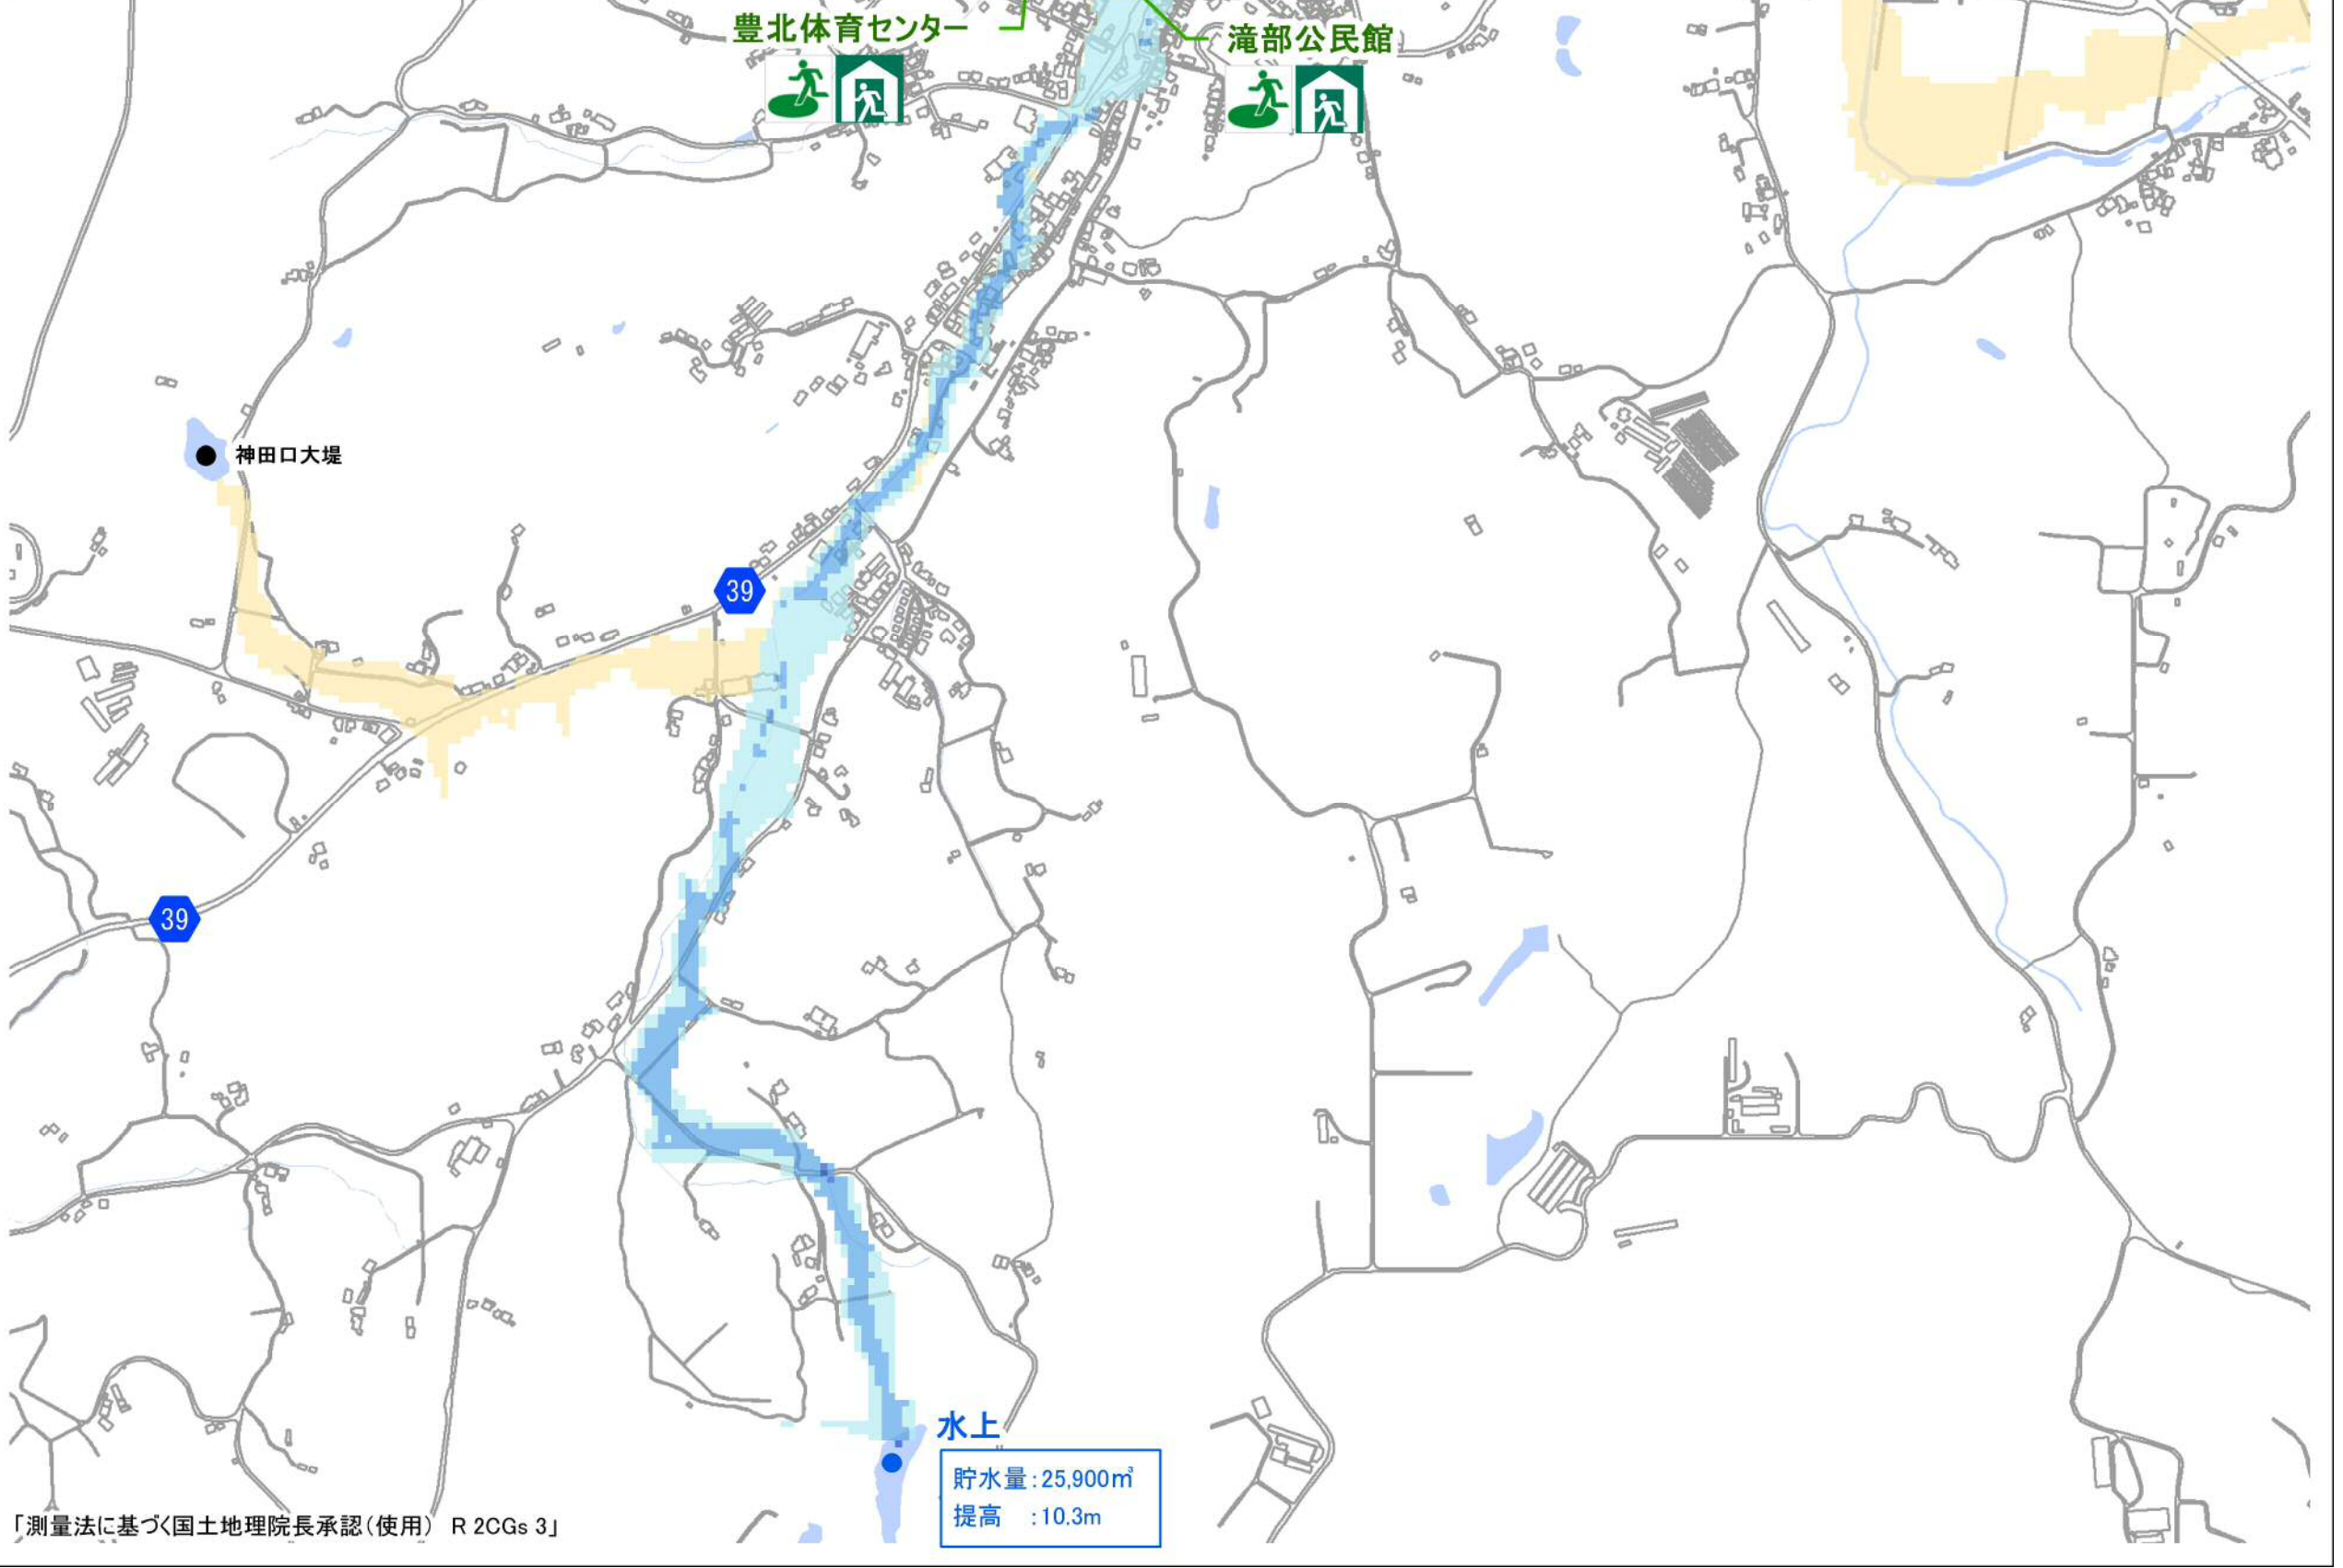 豊北体育センター
滝部公民館
神田口大堤
39
39
水上
貯水量:25,900㎥
提高 :10.3m
「測量法に基づく国土地理院長承認(使用) R 2CGs 3」